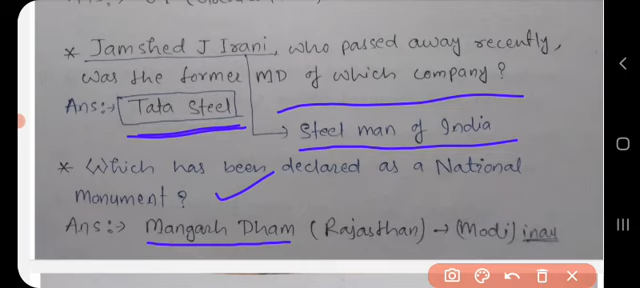 * Jamshed J Irani, who passed away recently,
was the former MD of which company?
Ans:-> Tata Steel
-> Steel man of India
* Which has been declared as a National
Monument?
Ans:-> Mangarh Dham (Rajasthan) -> (Modi) inau